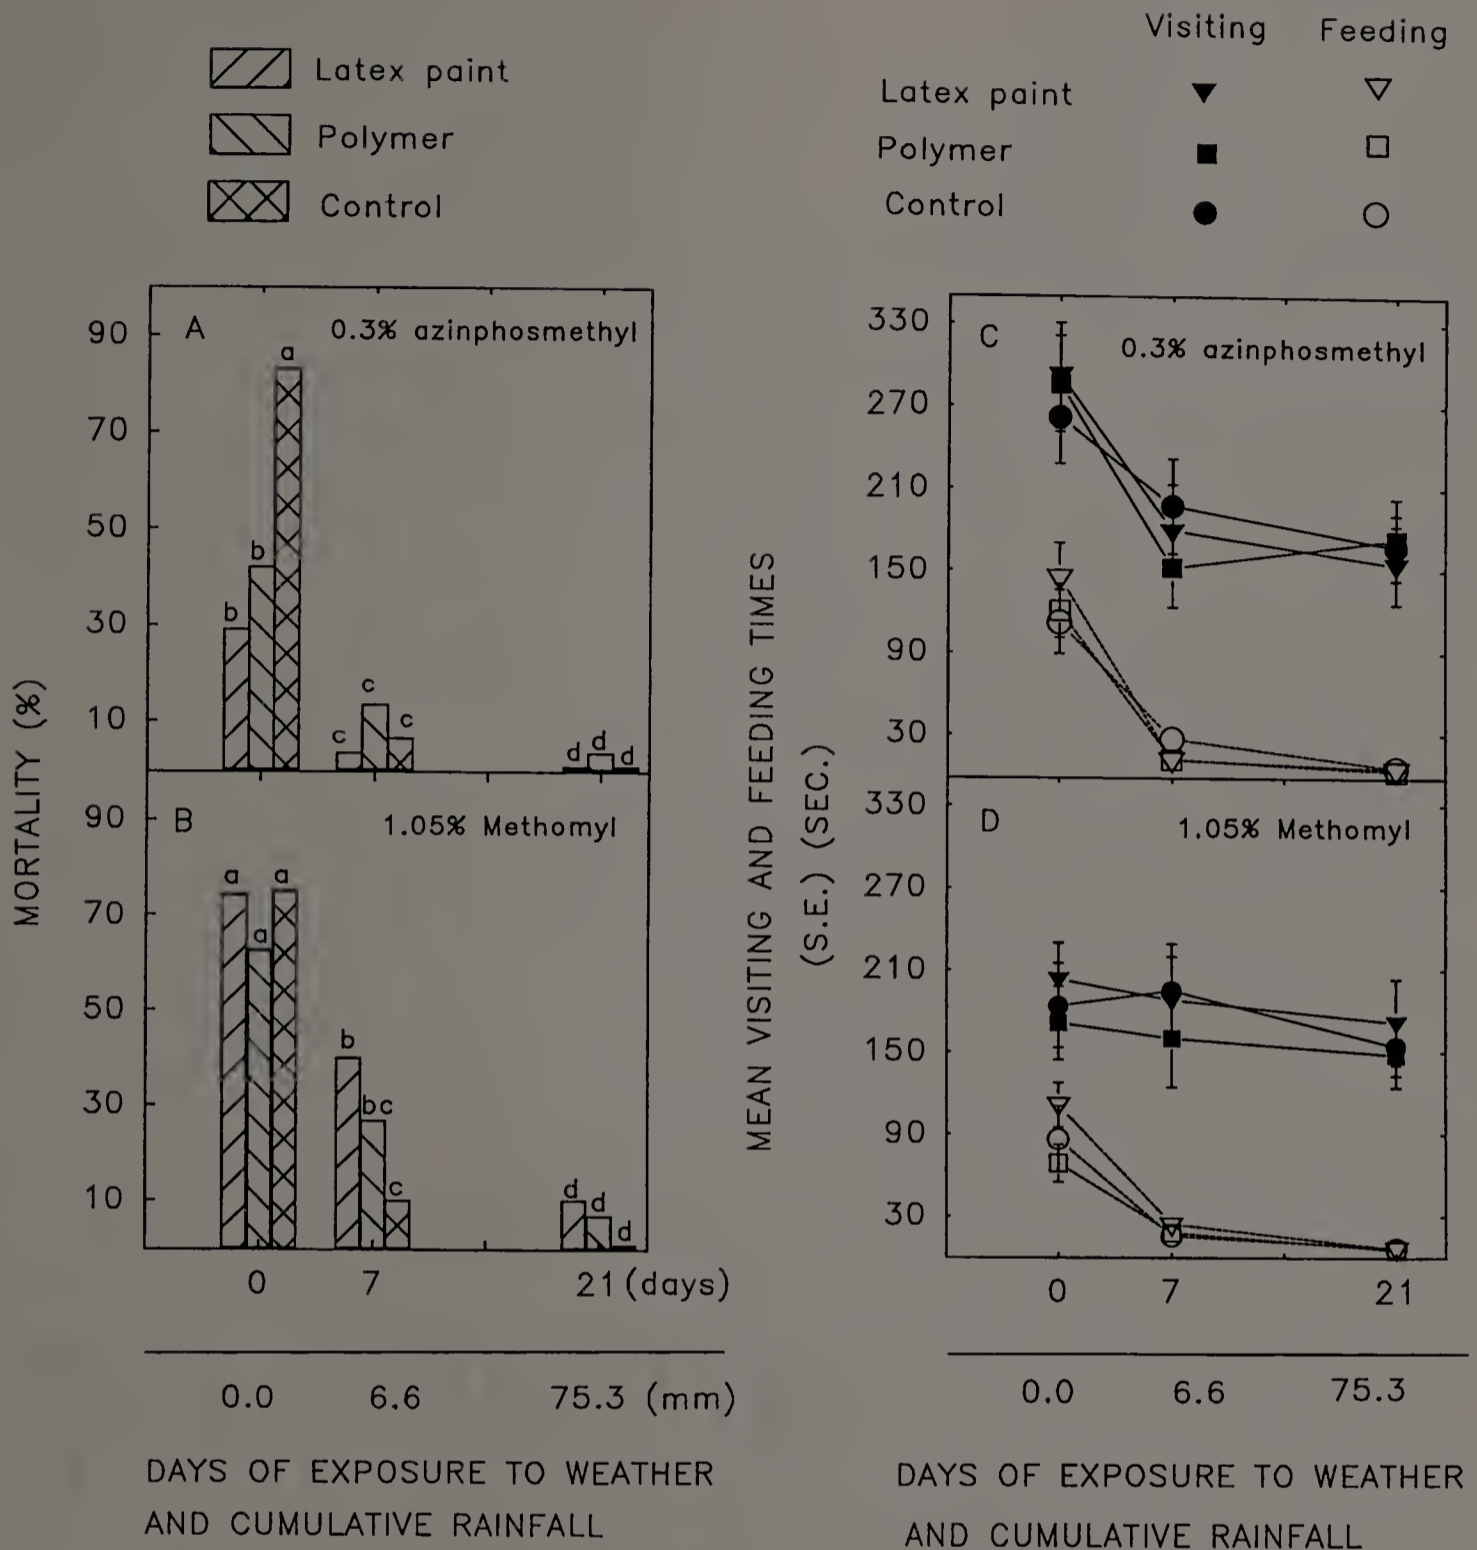 Latex paint
Polymer
Control
Visiting Feeding
Latex paint
Polymer
Control
MORTALITY (%)
A 0.3% azinphosmethyl
90
70
50
30
10
b b a
c c c
d d d
B 1.05% Methomyl
90
70
50
30
10
a a a
b bc c
d d d
0 7 21 (days)
0.0 6.6 75.3 (mm)
DAYS OF EXPOSURE TO WEATHER
AND CUMULATIVE RAINFALL
MEAN VISITING AND FEEDING TIMES
(S.E.) (SEC.)
C 0.3% azinphosmethyl
330
270
210
150
90
30
D 1.05% Methomyl
330
270
210
150
90
30
0 7 21
0.0 6.6 75.3
DAYS OF EXPOSURE TO WEATHER
AND CUMULATIVE RAINFALL